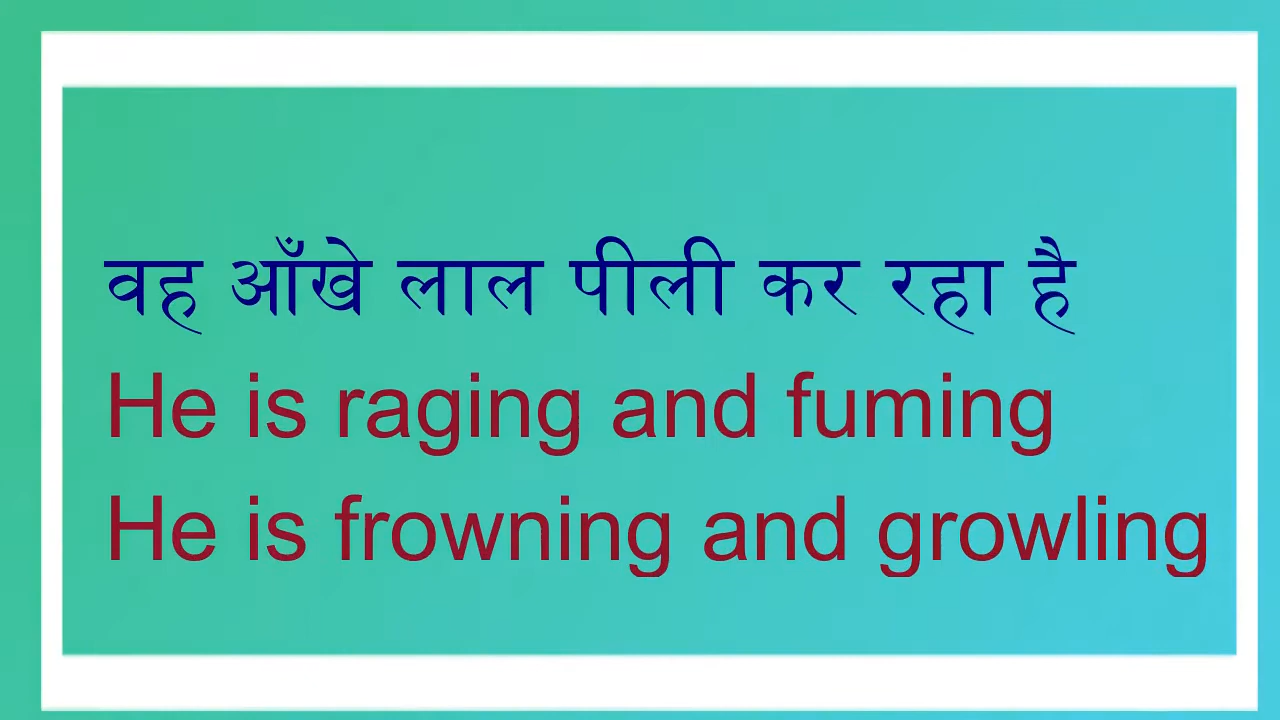 वह आँखे लाल पीली कर रहा है
He is raging and fuming
He is frowning and growling